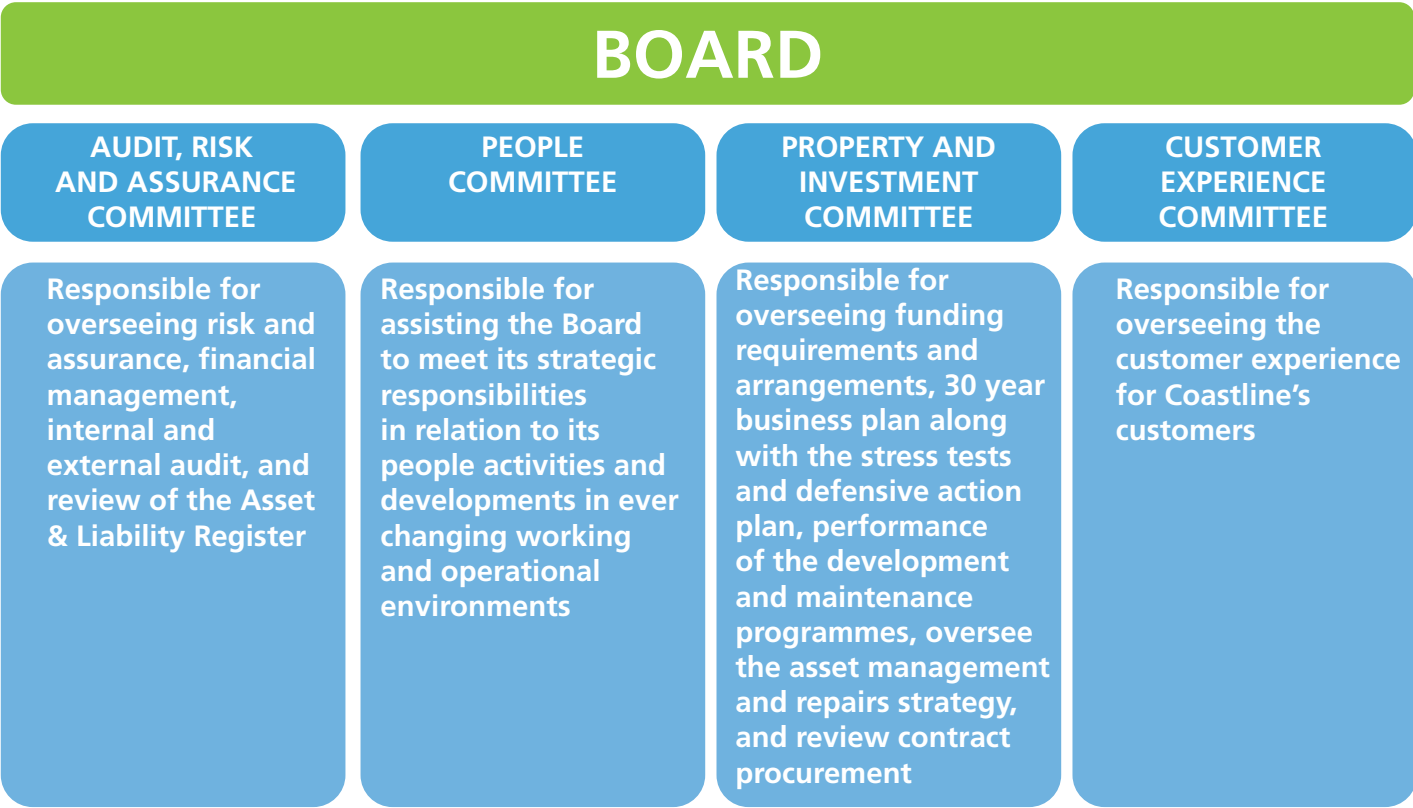 BOARD
AUDIT, RISK
AND ASSURANCE
COMMITTEE
Responsible for
overseeing risk and
assurance, financial
management,
internal and
external audit, and
review of the Asset
& Liability Register
PEOPLE
COMMITTEE
Responsible for
assisting the Board
to meet its strategic
responsibilities
in relation to its
people activities and
developments in ever
changing working
and operational
environments
PROPERTY AND
INVESTMENT
COMMITTEE
Responsible for
overseeing funding
requirements and
arrangements, 30 year
business plan along
with the stress tests
and defensive action
plan, performance
of the development
and maintenance
programmes, oversee
the asset management
and repairs strategy,
and review contract
procurement
CUSTOMER
EXPERIENCE
COMMITTEE
Responsible for
overseeing the
customer experience
for Coastline’s
customers